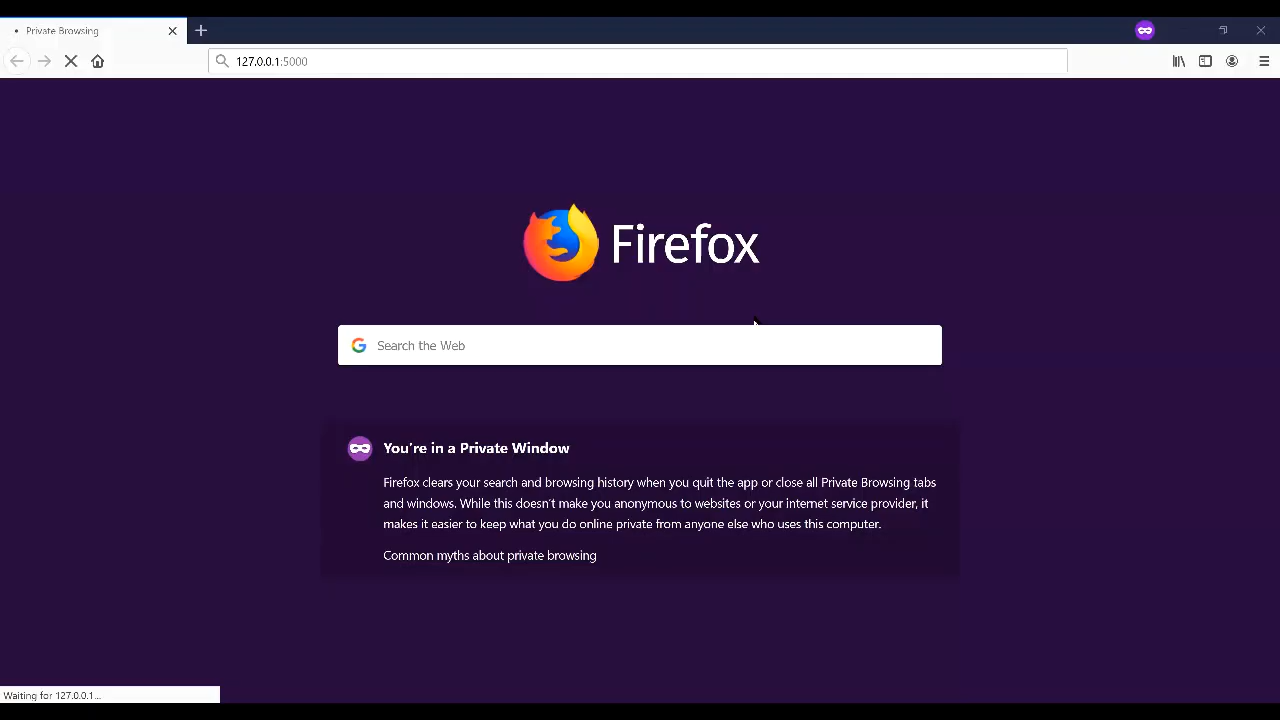 Private Browsing
127.0.0.1:5000
Firefox
Search the Web
You're in a Private Window
Firefox clears your search and browsing history when you quit the app or close all Private Browsing tabs
and windows. While this doesn't make you anonymous to websites or your internet service provider, it
makes it easier to keep what you do online private from anyone else who uses this computer.
Common myths about private browsing
Waiting for 127.0.0.1...